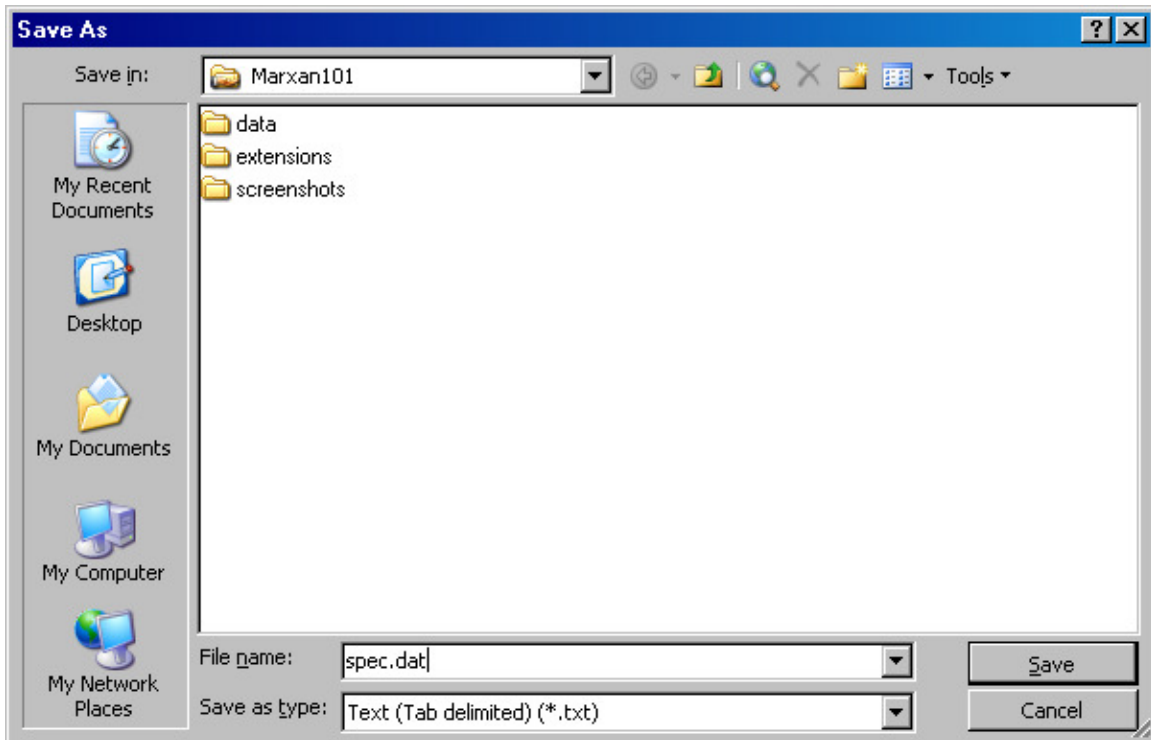 Save As
Save in:
Marxan101
Tools
data
extensions
screenshots
My Recent
Documents
Desktop
My Documents
My Computer
My Network
Places
File name:
spec.dat
Save
Save as type:
Text (Tab delimited) (*.txt)
Cancel